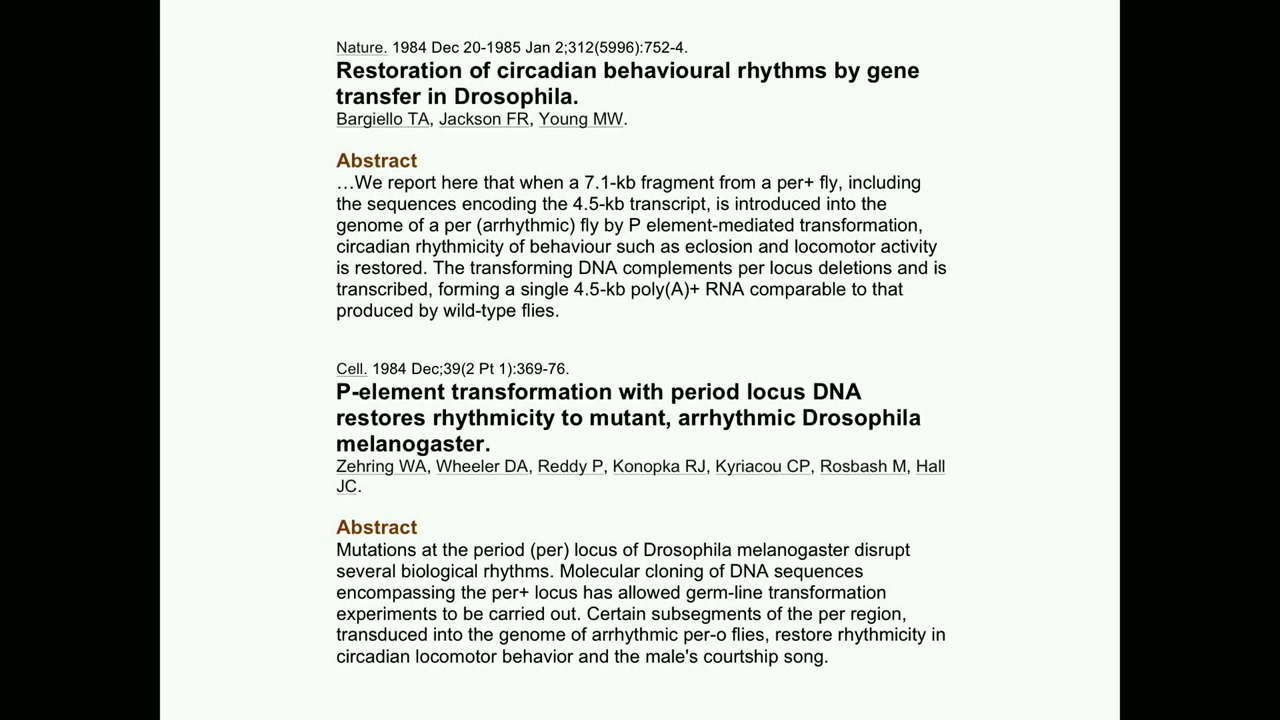 Nature. 1984 Dec 20-1985 Jan 2;312(5996):752-4.
Restoration of circadian behavioural rhythms by gene
transfer in Drosophila.
Bargiello TA, Jackson FR, Young MW.
Abstract
…We report here that when a 7.1-kb fragment from a per+ fly, including
the sequences encoding the 4.5-kb transcript, is introduced into the
genome of a per (arrhythmic) fly by P element-mediated transformation,
circadian rhythmicity of behaviour such as eclosion and locomotor activity
is restored. The transforming DNA complements per locus deletions and is
transcribed, forming a single 4.5-kb poly(A)+ RNA comparable to that
produced by wild-type flies.
Cell. 1984 Dec;39(2 Pt 1):369-76.
P-element transformation with period locus DNA
restores rhythmicity to mutant, arrhythmic Drosophila
melanogaster.
Zehring WA, Wheeler DA, Reddy P, Konopka RJ, Kyriacou CP, Rosbash M, Hall
JC.
Abstract
Mutations at the period (per) locus of Drosophila melanogaster disrupt
several biological rhythms. Molecular cloning of DNA sequences
encompassing the per+ locus has allowed germ-line transformation
experiments to be carried out. Certain subsegments of the per region,
transduced into the genome of arrhythmic per-o flies, restore rhythmicity in
circadian locomotor behavior and the male's courtship song.